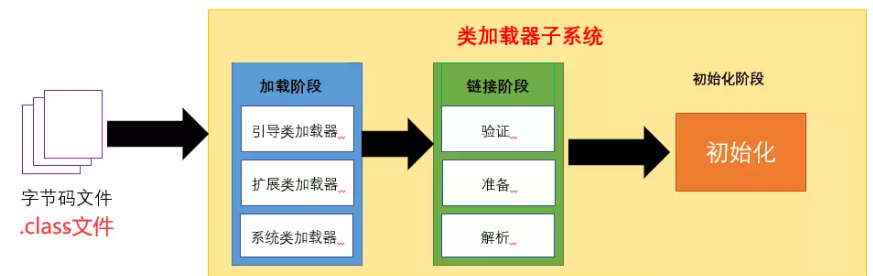 类加载器子系统
加载阶段
引导类加载器
扩展类加载器
系统类加载器
链接阶段
验证
准备
解析
初始化阶段
初始化
字节码文件
.class文件